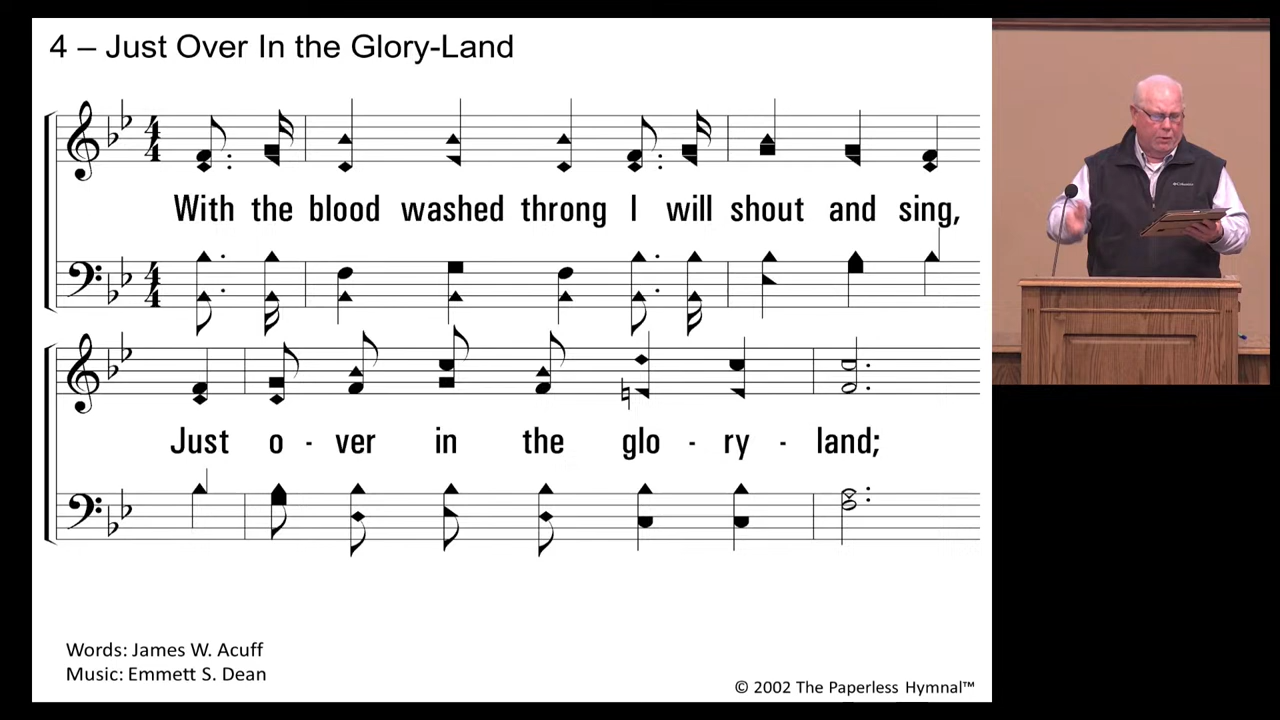 4 – Just Over In the Glory-Land
With the blood washed throng I will shout and sing,
Just o - ver in the glo - ry - land;
Words: James W. Acuff
Music: Emmett S. Dean
© 2002 The Paperless Hymnal™
Columbia